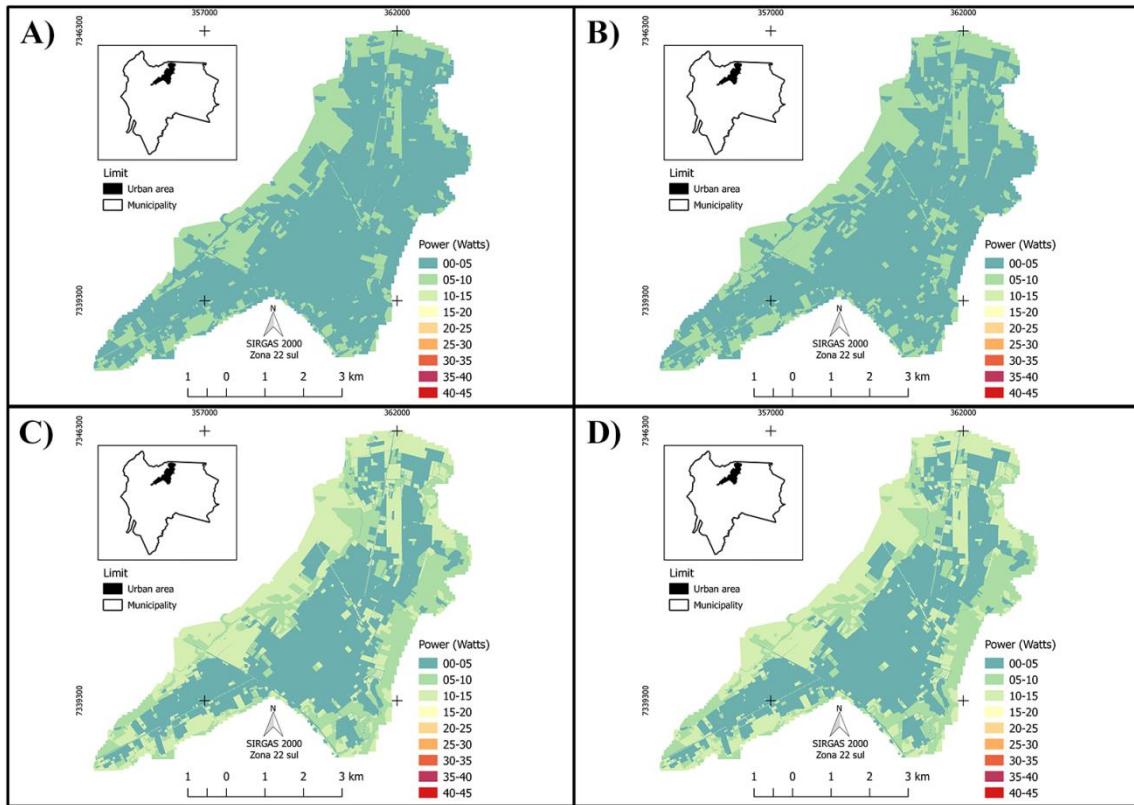 A)
357000
362000
7346300
7339300
Limit
Urban area
Municipality
Power (Watts)
00-05
05-10
10-15
15-20
20-25
25-30
30-35
35-40
40-45
N
SIRGAS 2000
Zona 22 sul
1 0 1 2 3 km
B)
357000
362000
7346300
7339300
Limit
Urban area
Municipality
Power (Watts)
00-05
05-10
10-15
15-20
20-25
25-30
30-35
35-40
40-45
N
SIRGAS 2000
Zona 22 sul
1 0 1 2 3 km
C)
357000
362000
7346300
7339300
Limit
Urban area
Municipality
Power (Watts)
00-05
05-10
10-15
15-20
20-25
25-30
30-35
35-40
40-45
N
SIRGAS 2000
Zona 22 sul
1 0 1 2 3 km
D)
357000
362000
7346300
7339300
Limit
Urban area
Municipality
Power (Watts)
00-05
05-10
10-15
15-20
20-25
25-30
30-35
35-40
40-45
N
SIRGAS 2000
Zona 22 sul
1 0 1 2 3 km